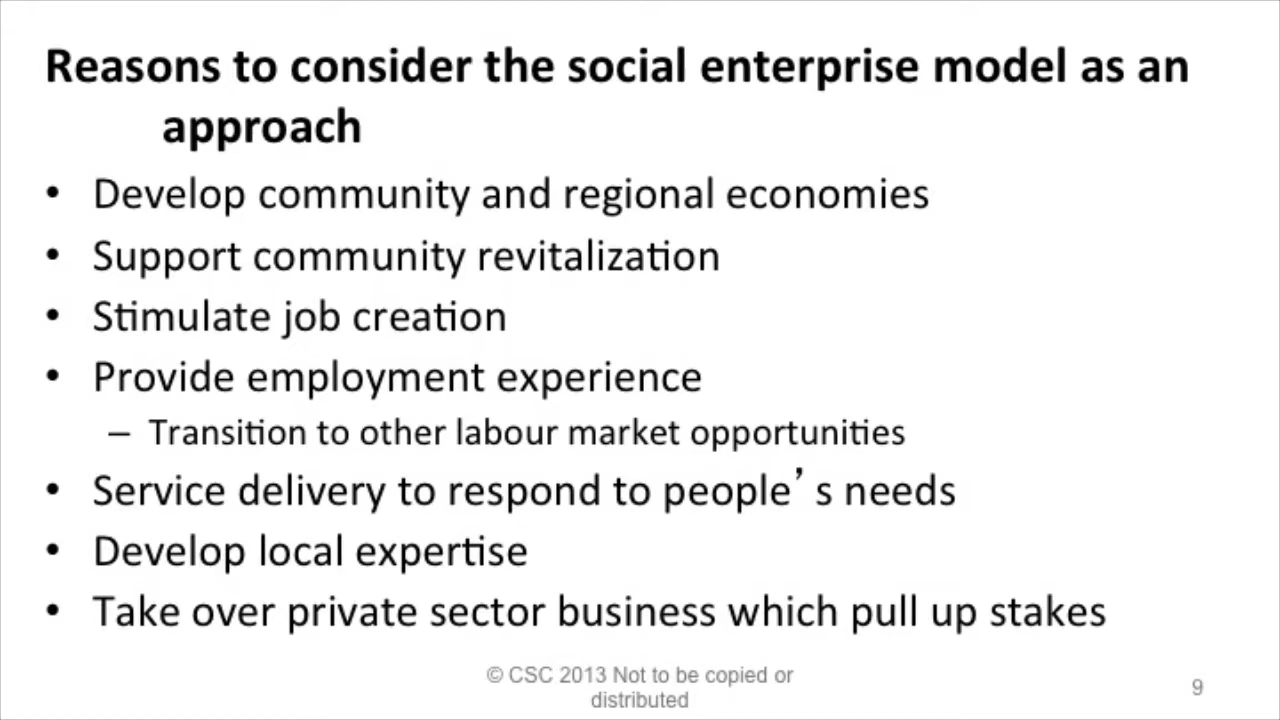 Reasons to consider the social enterprise model as an
approach
• Develop community and regional economies
• Support community revitalization
• Stimulate job creation
• Provide employment experience
– Transition to other labour market opportunities
• Service delivery to respond to people’s needs
• Develop local expertise
• Take over private sector business which pull up stakes
© CSC 2013 Not to be copied or
distributed
9